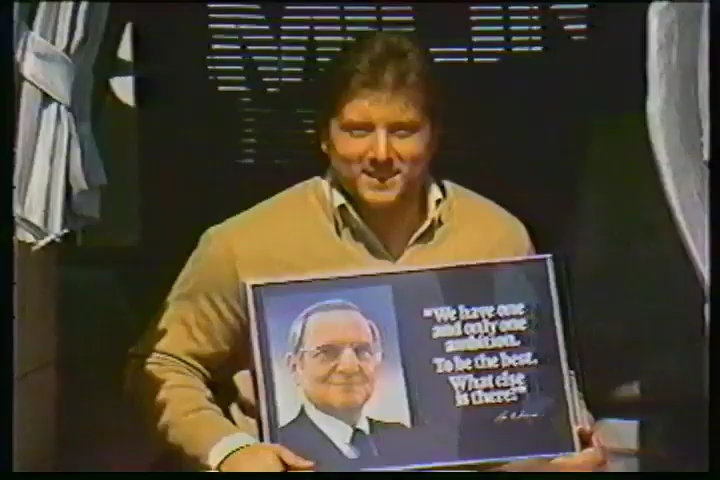 "We have one
and only one
ambition.
To be the best.
What else
is there?"